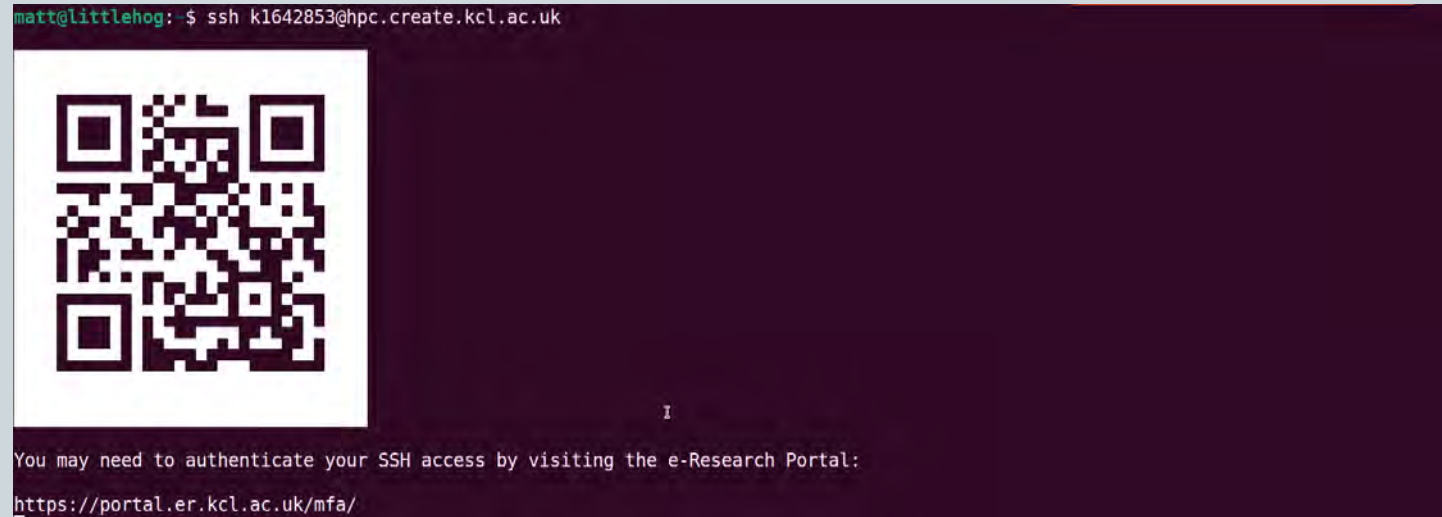 matt@littlehog:~$ ssh k1642853@hpc.create.kcl.ac.uk
You may need to authenticate your SSH access by visiting the e-Research Portal:
https://portal.er.kcl.ac.uk/mfa/